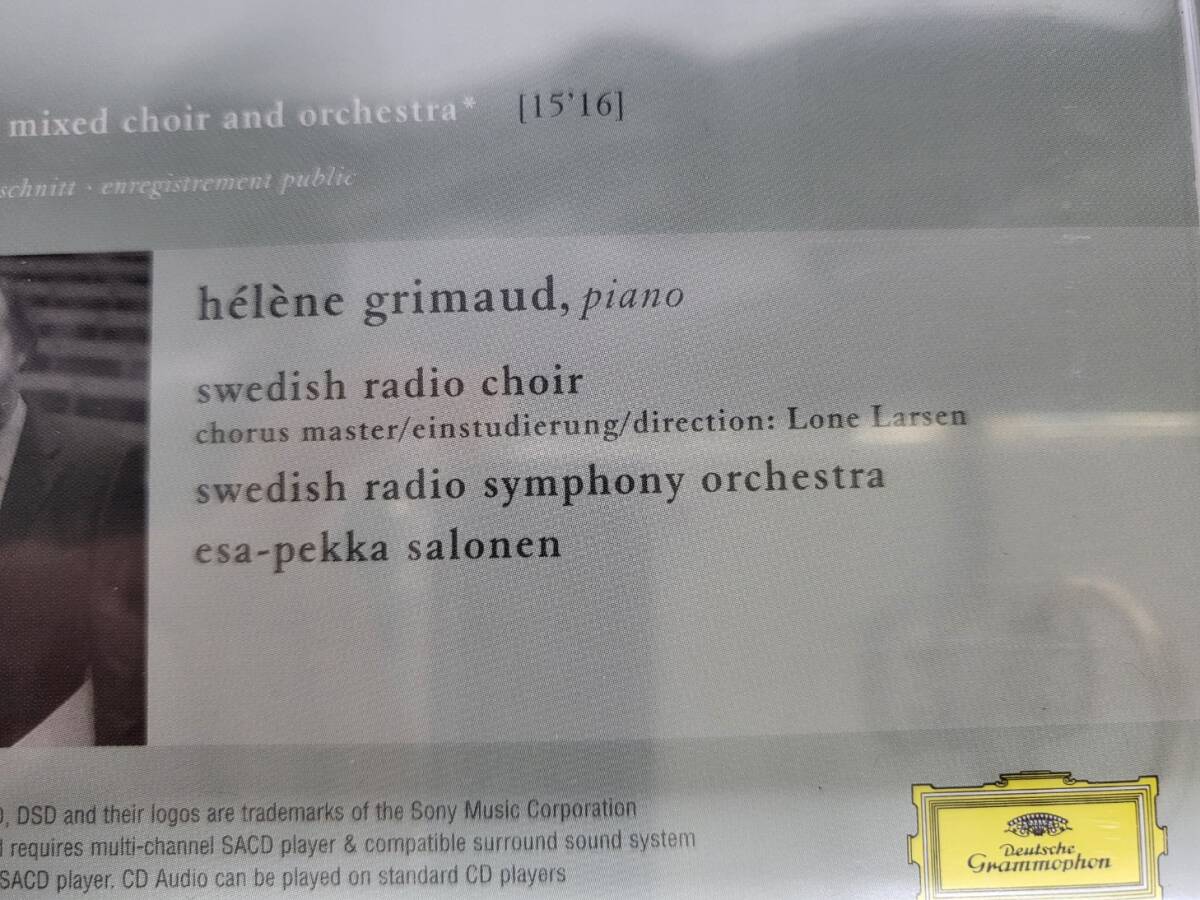 mixed choir and orchestra* [15'16]
schnitt · enregistrement public
hélène grimaud, piano
swedish radio choir
chorus master/einstudierung/direction: Lone Larsen
swedish radio symphony orchestra
esa-pekka salonen
, DSD and their logos are trademarks of the Sony Music Corporation
requires multi-channel SACD player & compatible surround sound system
SACD player. CD Audio can be played on standard CD players
Deutsche
Grammophon